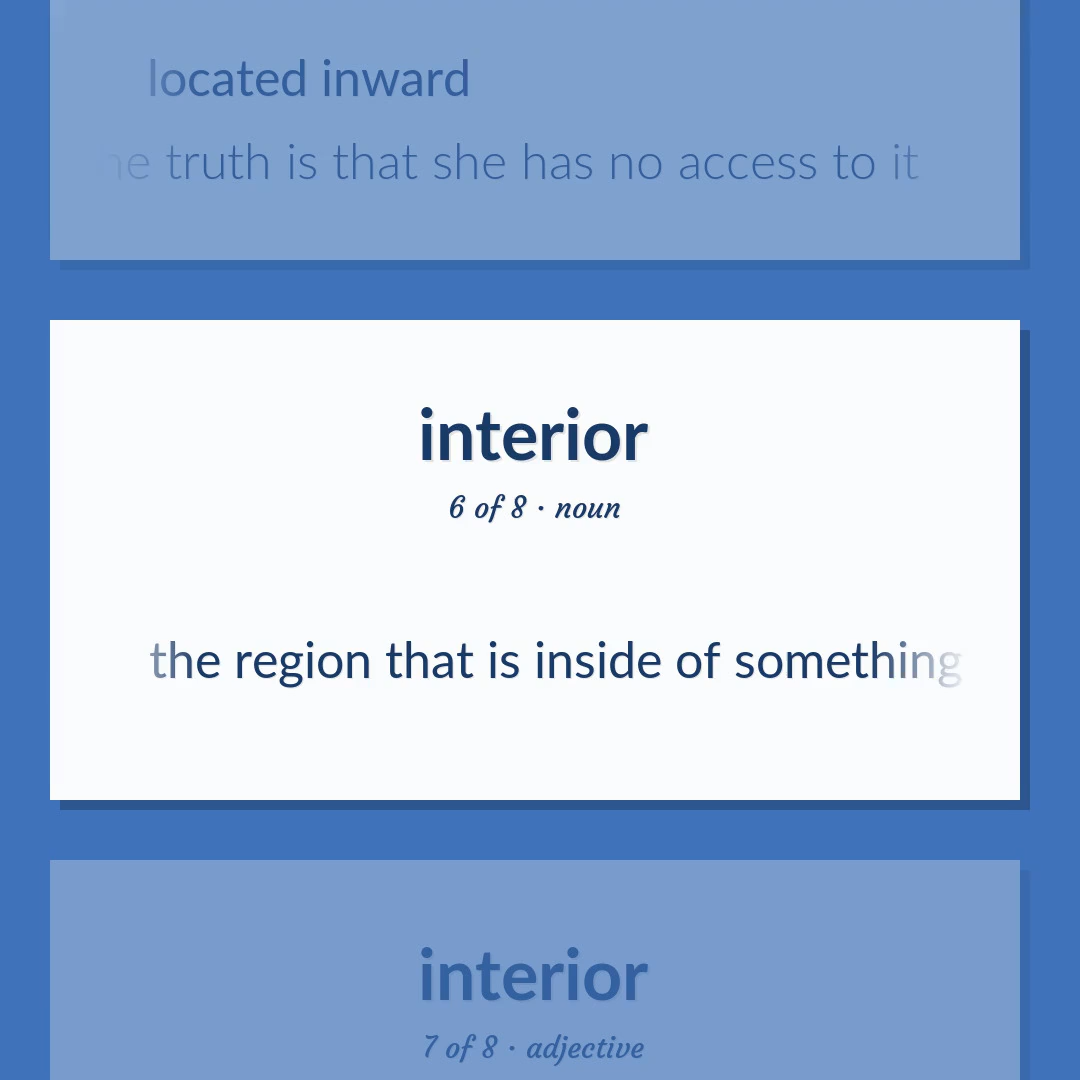 located inward
truth is that she has no access to it
interior
6 of 8 · noun
the region that is inside of something
interior
7 of 8 · adjective